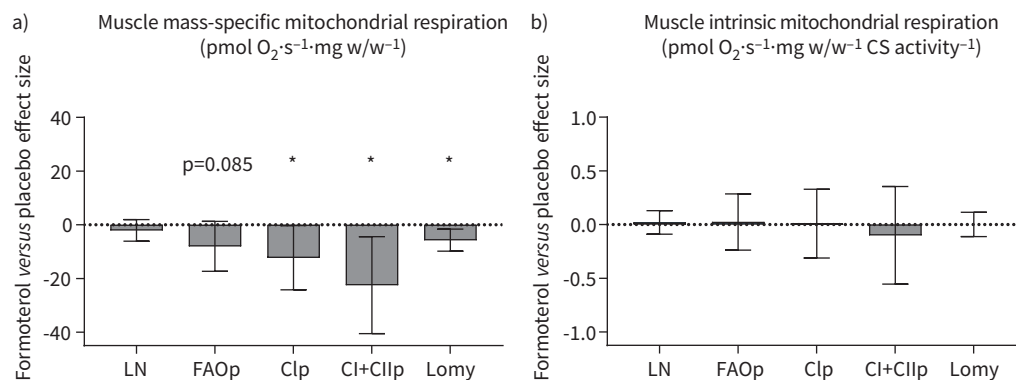 a)
Muscle mass-specific mitochondrial respiration
(pmol O₂·s⁻¹·mg w/w⁻¹)
Formoterol versus placebo effect size
40
20
0
-20
-40
p=0.085
*
*
*
LN
FAOp
CIp
CI+CIIp
Lomy
b)
Muscle intrinsic mitochondrial respiration
(pmol O₂·s⁻¹·mg w/w⁻¹ CS activity⁻¹)
Formoterol versus placebo effect size
1.0
0.5
0.0
-0.5
-1.0
LN
FAOp
CIp
CI+CIIp
Lomy